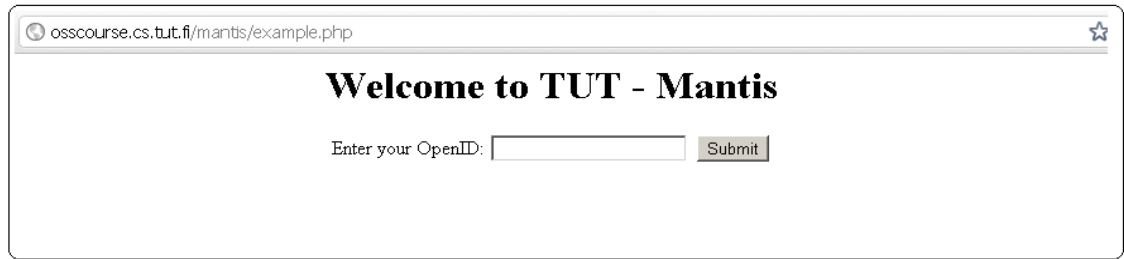 osscourse.cs.tut.fi/mantis/example.php
Welcome to TUT - Mantis
Enter your OpenID: Submit